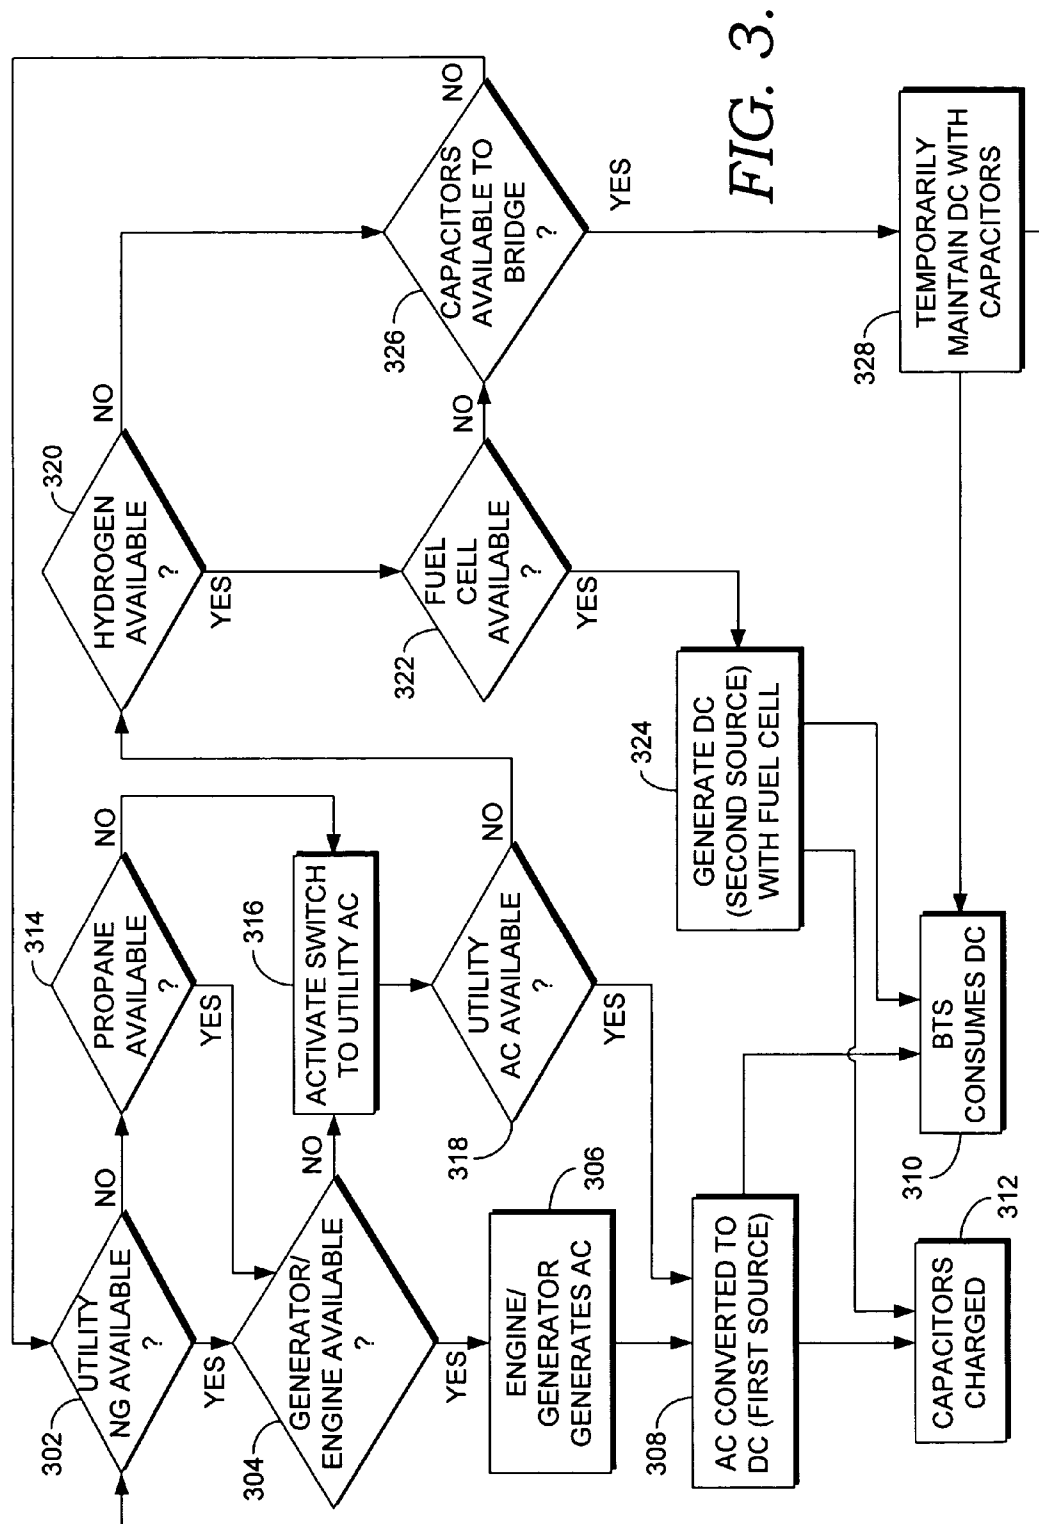 UTILITY
NG AVAILABLE
?
302
NO
YES
PROPANE
AVAILABLE
?
314
NO
YES
HYDROGEN
AVAILABLE
?
320
NO
YES
GENERATOR/
ENGINE AVAILABLE
?
304
NO
YES
ACTIVATE SWITCH
TO UTILITY AC
316
FUEL
CELL
AVAILABLE
?
322
NO
YES
CAPACITORS
AVAILABLE TO
BRIDGE
?
326
NO
YES
ENGINE/
GENERATOR
GENERATES AC
306
UTILITY
AC AVAILABLE
?
318
NO
YES
AC CONVERTED TO
DC (FIRST SOURCE)
308
GENERATE DC
(SECOND SOURCE)
WITH FUEL CELL
324
CAPACITORS
CHARGED
312
BTS
CONSUMES DC
310
TEMPORARILY
MAINTAIN DC WITH
CAPACITORS
328
FIG. 3.